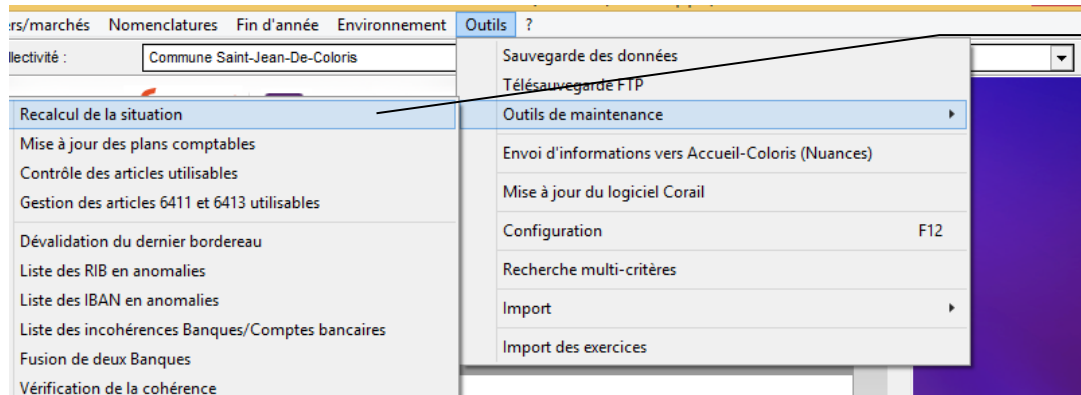 rs/marchés Nomenclatures Fin d'année Environnement Outils ?
llectivité : Commune Saint-Jean-De-Coloris
Sauvegarde des données
Télésauvegarde FTP
Outils de maintenance
Envoi d'informations vers Accueil-Coloris (Nuances)
Mise à jour du logiciel Corail
Configuration F12
Recherche multi-critères
Import
Import des exercices
Recalcul de la situation
Mise à jour des plans comptables
Contrôle des articles utilisables
Gestion des articles 6411 et 6413 utilisables
Dévalidation du dernier bordereau
Liste des RIB en anomalies
Liste des IBAN en anomalies
Liste des incohérences Banques/Comptes bancaires
Fusion de deux Banques
Vérification de la cohérence